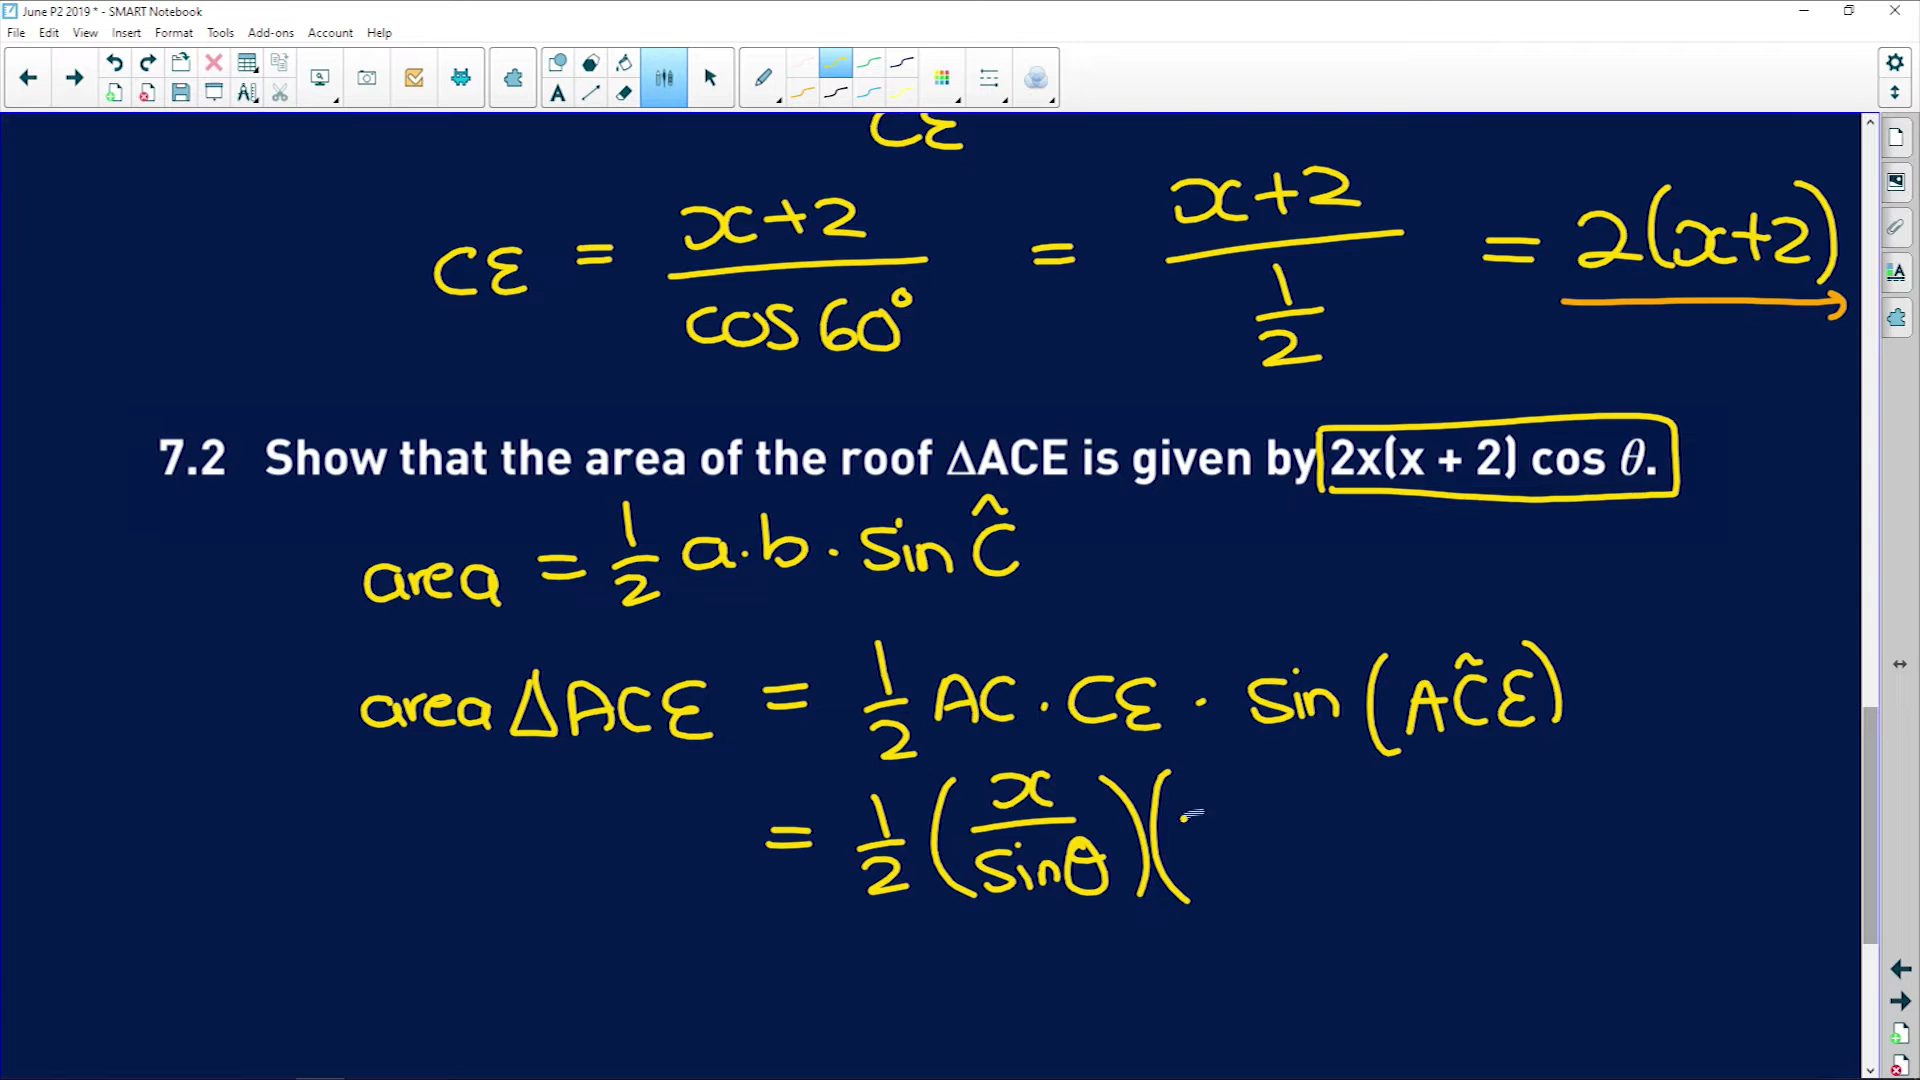 June P2 2019 * - SMART Notebook
File Edit View Insert Format Tools Add-ons Account Help
CE
CE = x+2 / cos 60° = x+2 / 1/2 = 2(x+2)
7.2 Show that the area of the roof ΔACE is given by 2x(x + 2) cos θ.
area = 1/2 a·b · sin Ĉ
area ΔACE = 1/2 AC · CE · sin (AĈE)
= 1/2 (x / sinθ)(